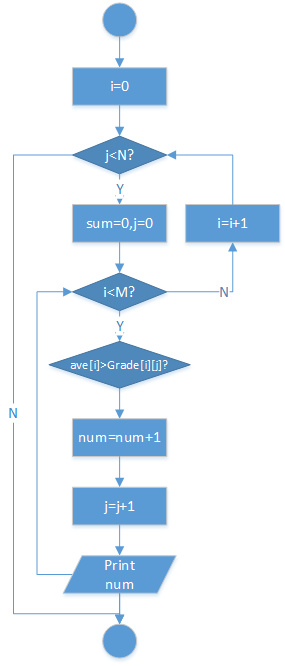 i=0
j<N?
Y
sum=0,j=0
i=i+1
i<M?
N
Y
ave[i]>Grade[i][j]?
N
num=num+1
j=j+1
Print
num